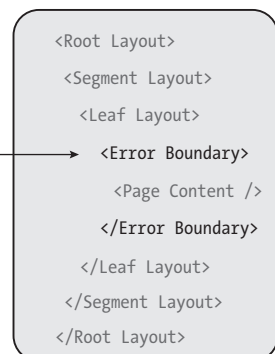 <Root Layout>
<Segment Layout>
<Leaf Layout>
<Error Boundary>
<Page Content />
</Error Boundary>
</Leaf Layout>
</Segment Layout>
</Root Layout>